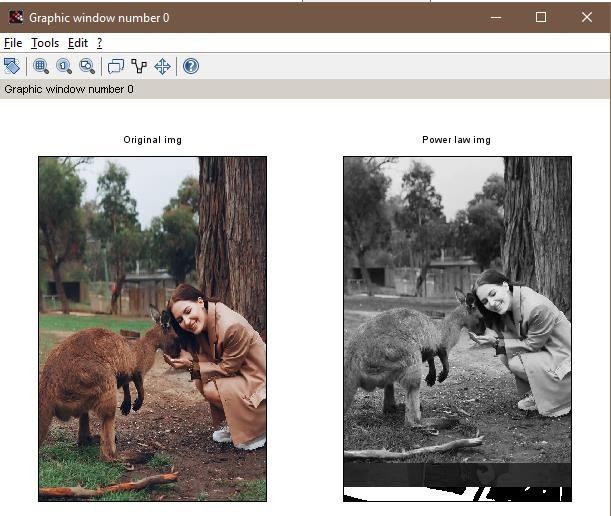 Graphic window number 0
File Tools Edit ?
Graphic window number 0
Original img
Power law img